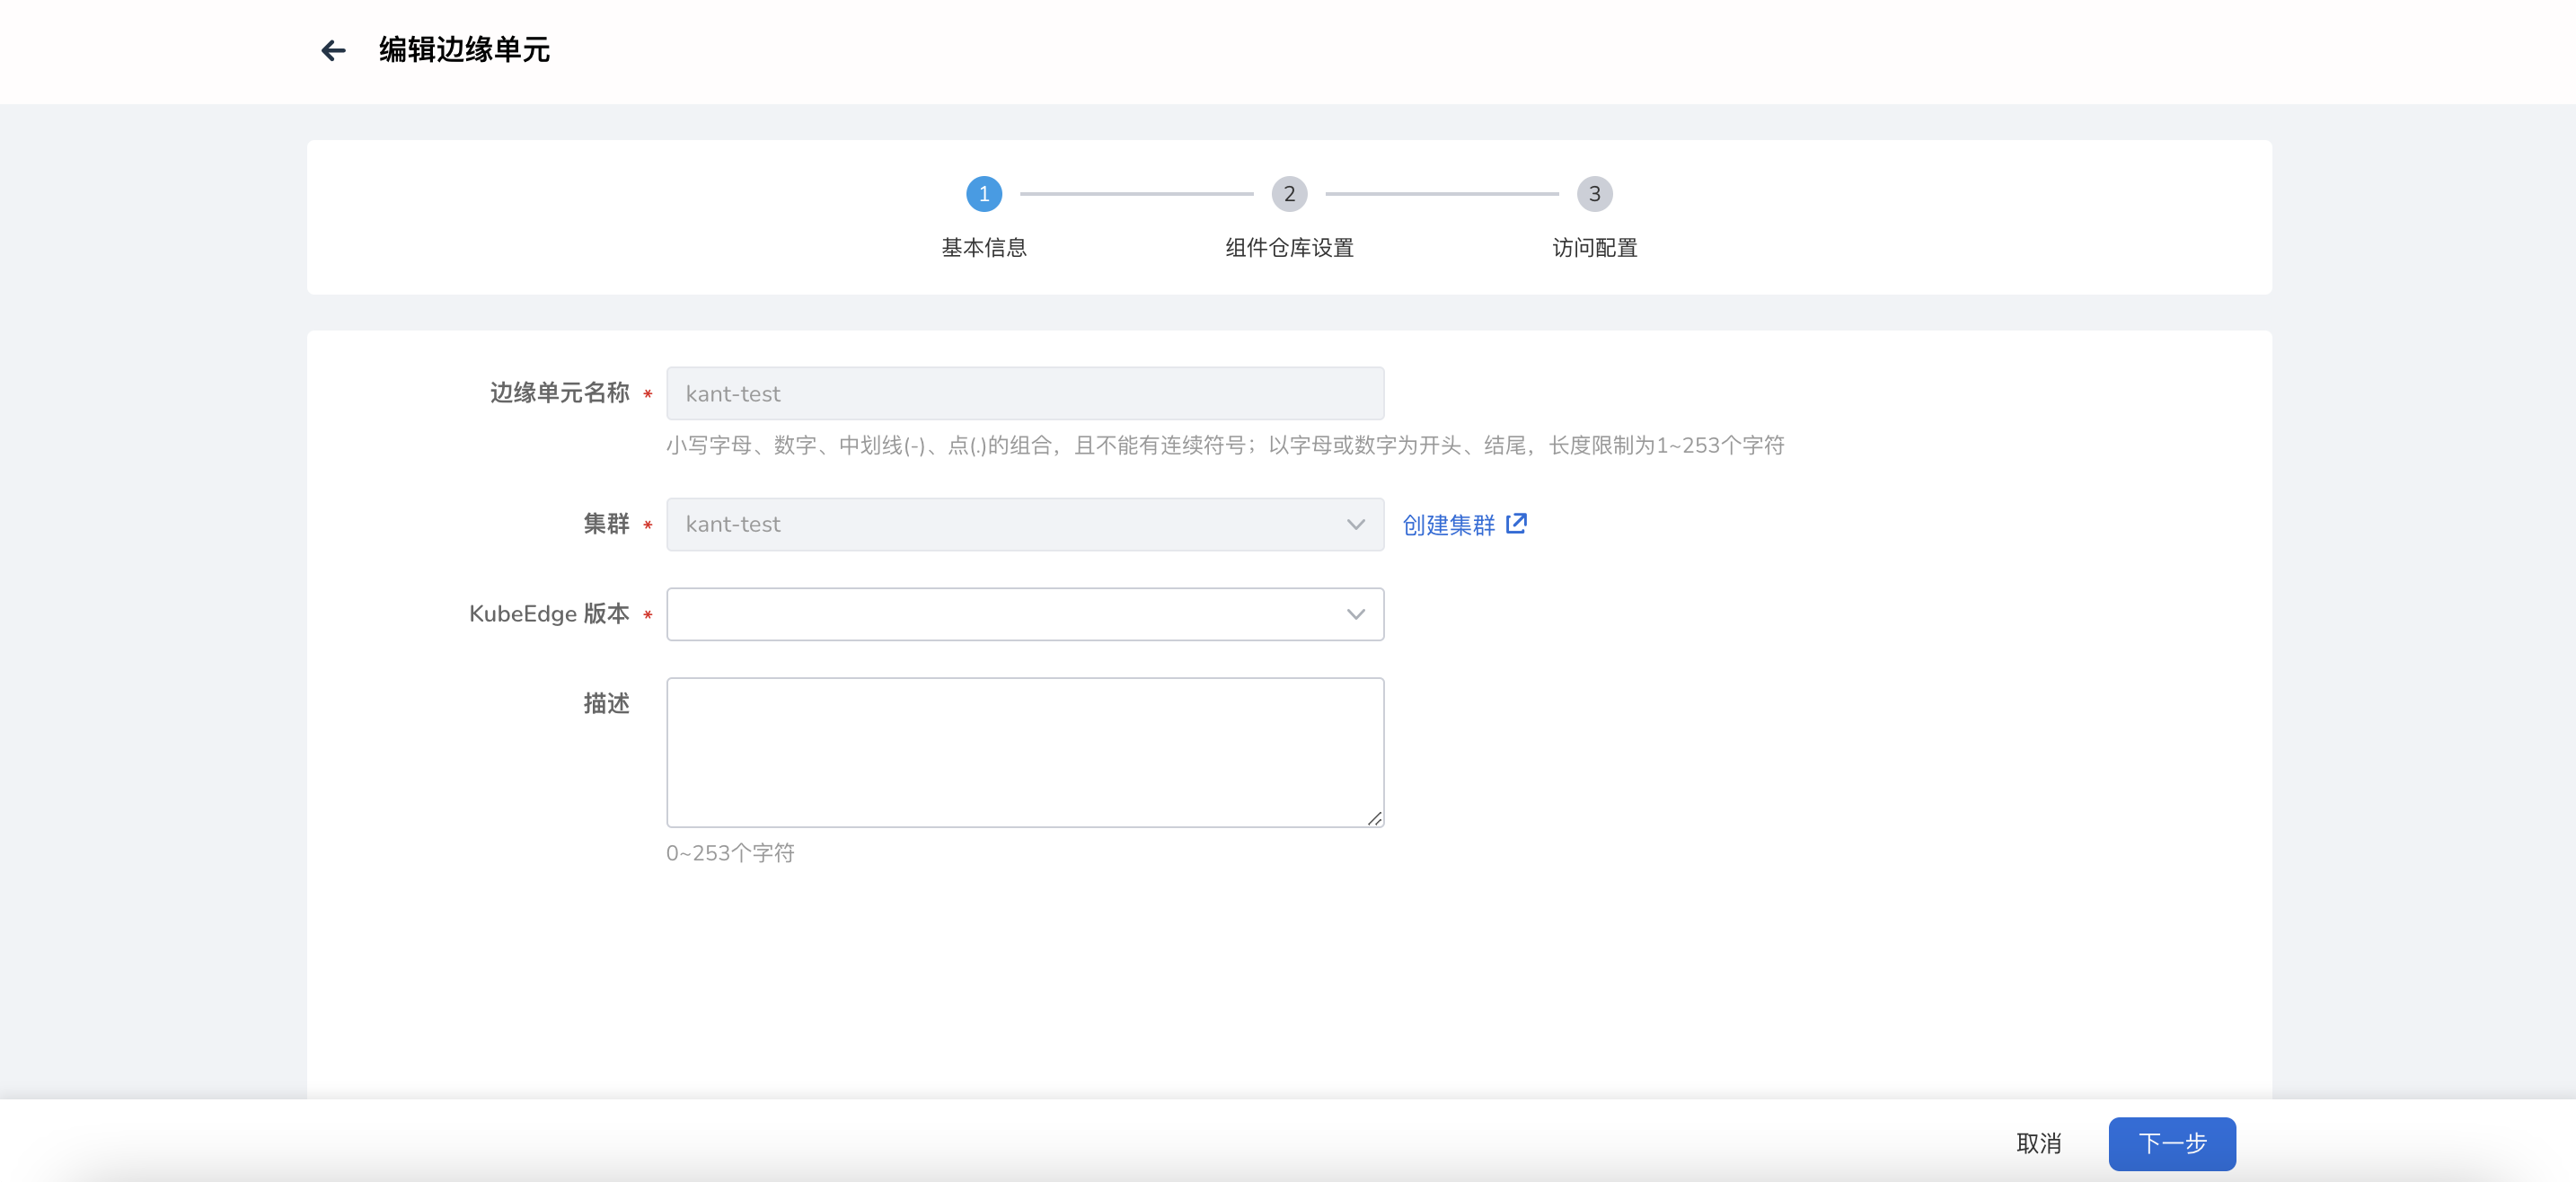 编辑边缘单元
1
2
3
基本信息
组件仓库设置
访问配置
边缘单元名称 *
kant-test
小写字母、数字、中划线(-)、点(.)的组合，且不能有连续符号；以字母或数字为开头、结尾，长度限制为1~253个字符
集群 *
kant-test
创建集群
KubeEdge 版本 *
描述
0~253个字符
取消
下一步